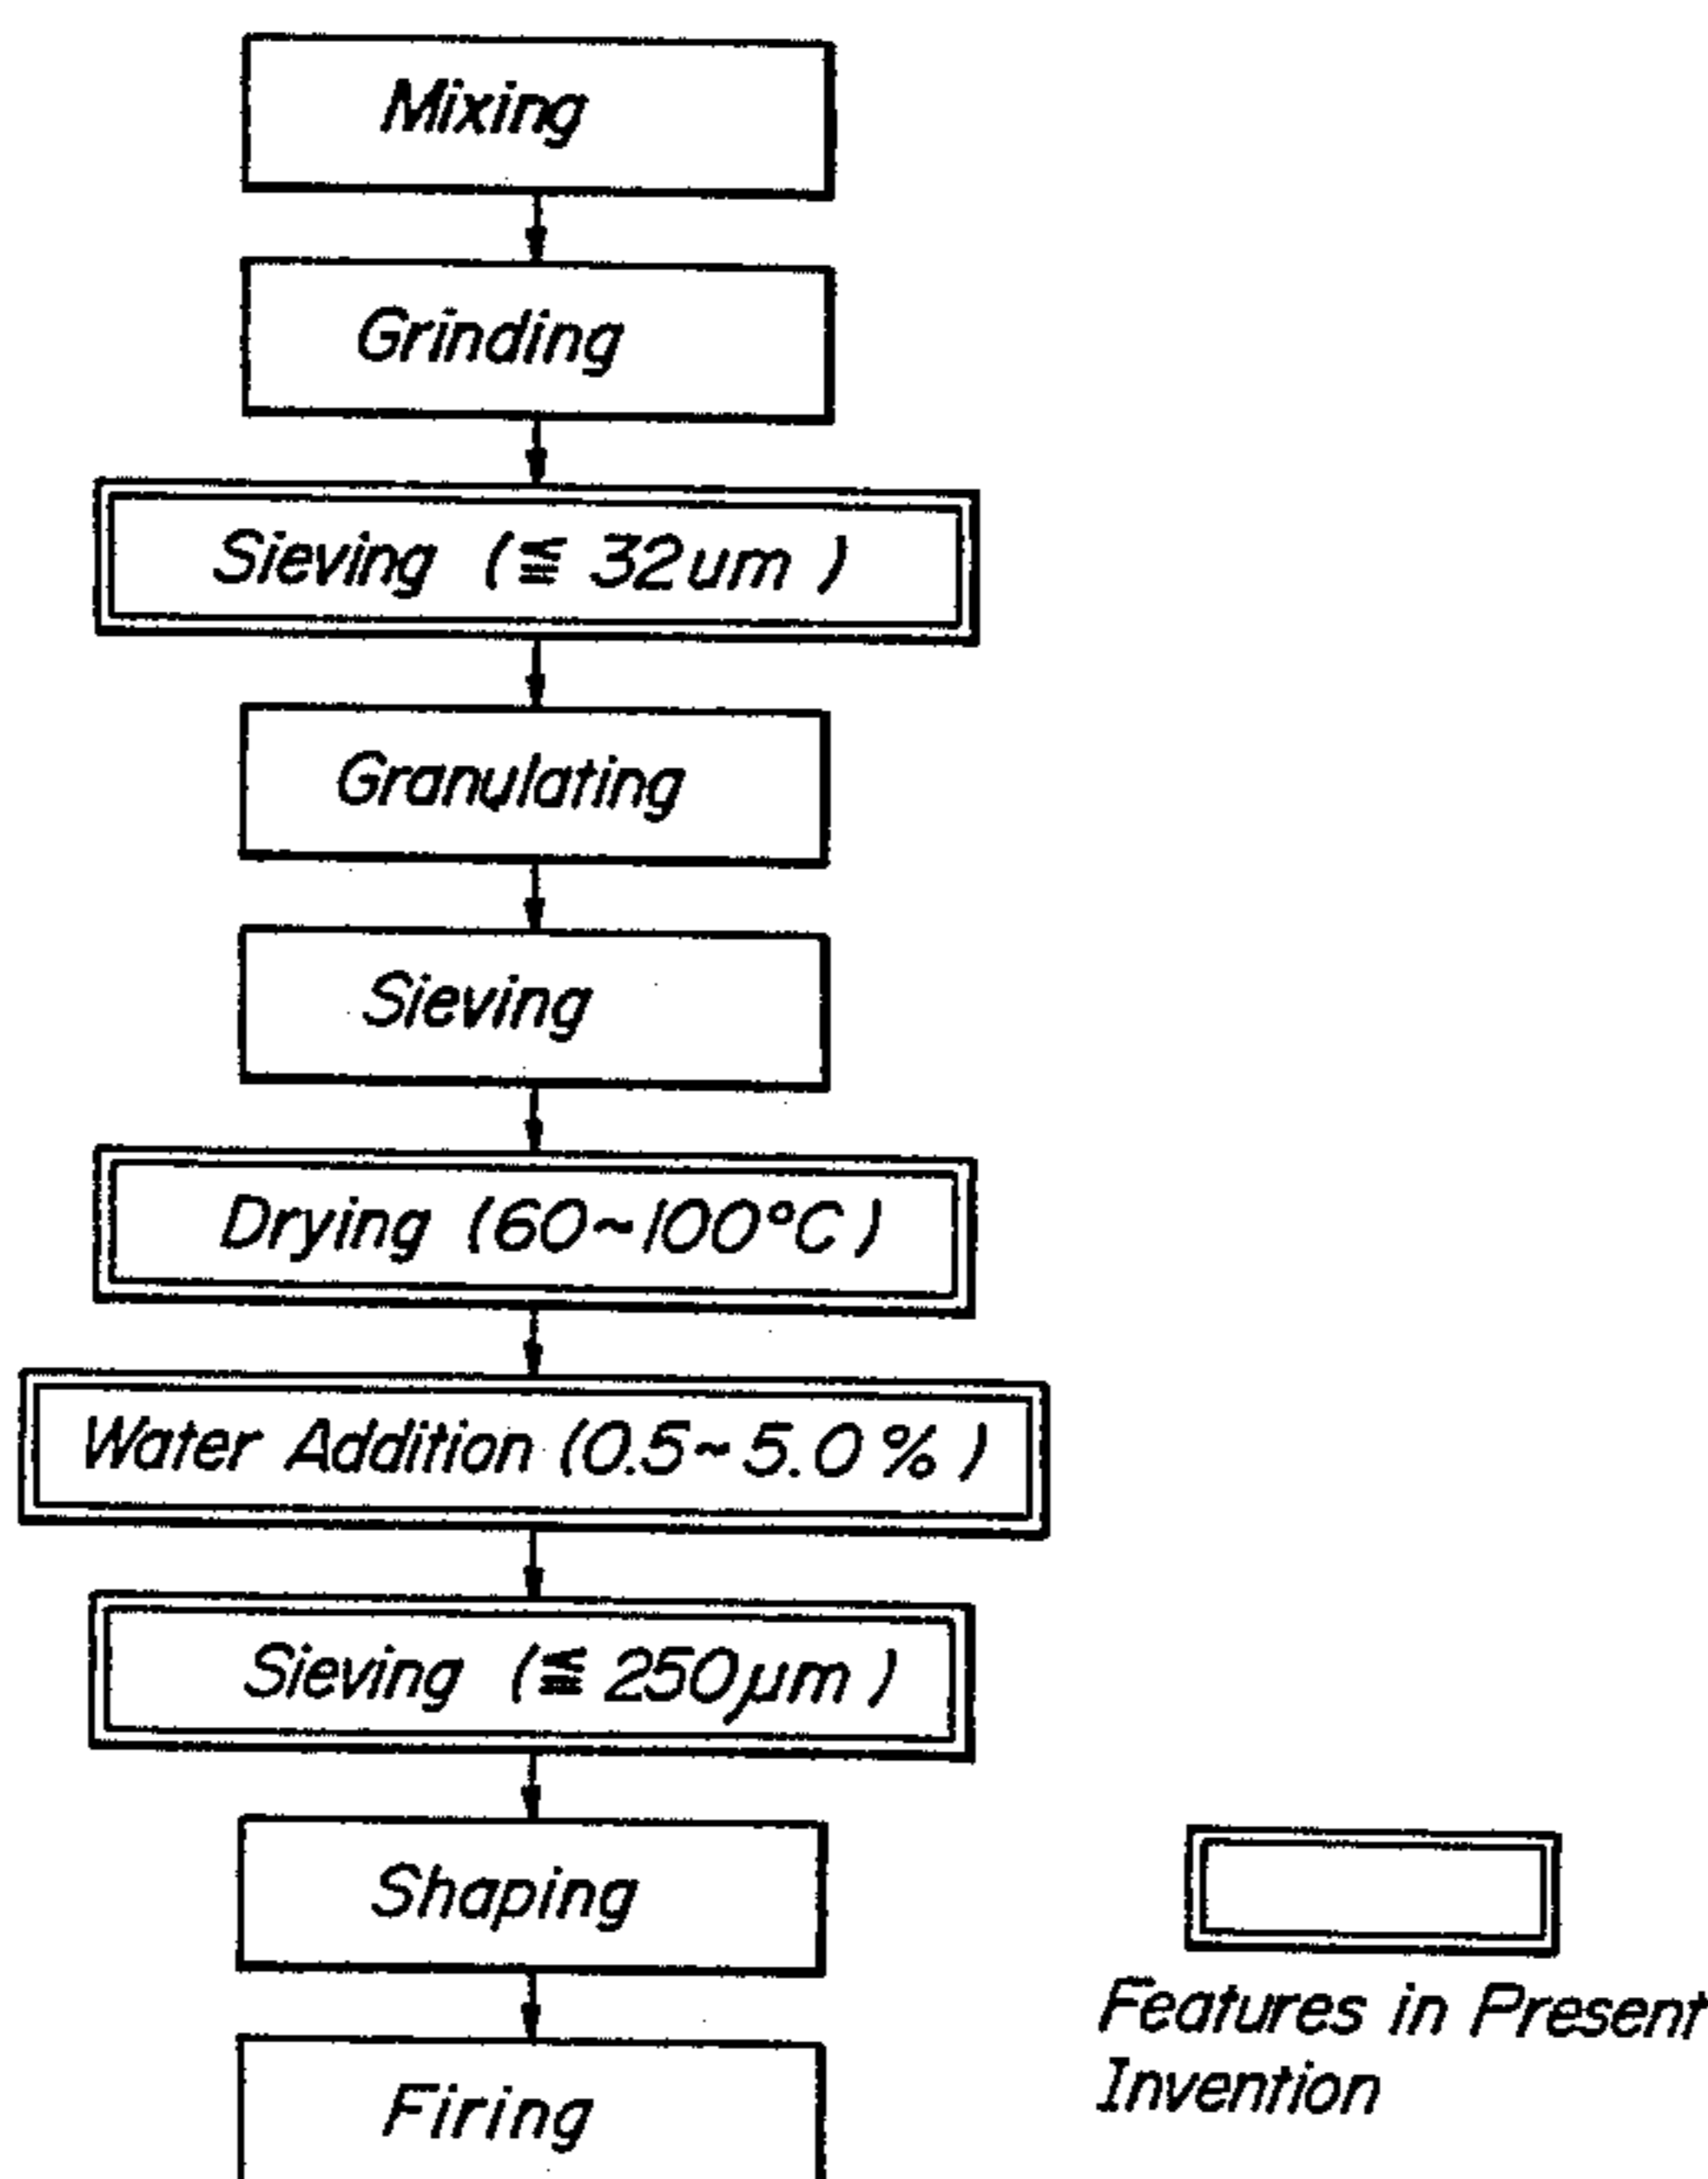 Mixing
Grinding
Sieving (≦ 32um)
Granulating
Sieving
Drying (60~100°C)
Water Addition (0.5~5.0%)
Sieving (≦ 250μm)
Shaping
Firing
Features in Present
Invention